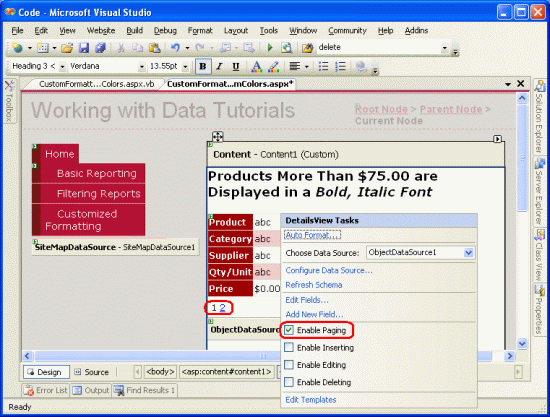 Code - Microsoft Visual Studio
File Edit View Website Build Debug Format Layout Tools Window Community Help Addins
delete
Heading 3 < Verdana 13.55pt B I U A
CustomFormatt...Colors.aspx.vb CustomFormat...mColors.aspx*
Toolbox
Working with Data Tutorials
Root Node > Parent Node >
Current Node
Home
Basic Reporting
Filtering Reports
Customized
Formatting
SiteMapDataSource - SiteMapDataSource1
Content - Content1 (Custom)
Products More Than $75.00 are
Displayed in a Bold, Italic Font
Product abc
Category abc
Supplier abc
Qty/Unit abc
Price $0.00
1 2
ObjectDataSou
DetailsView Tasks
Auto Format...
Choose Data Source: ObjectDataSource1
Configure Data Source...
Refresh Schema
Edit Fields...
Add New Field...
Enable Paging
Enable Inserting
Enable Editing
Enable Deleting
Edit Templates
Solution Explorer
Server Explorer
Class View
Properties
Design Source <body> <asp:content#content1>
Error List Output Find Results 1
Ready